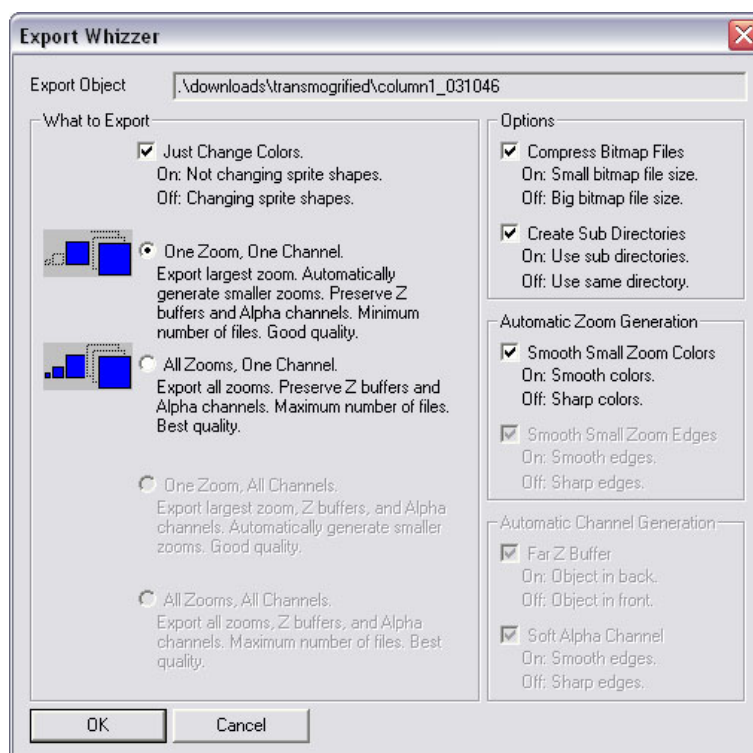 Export Whizzer
Export Object
.\downloads\transmogrified\column1_031046
What to Export
Just Change Colors.
On: Not changing sprite shapes.
Off: Changing sprite shapes.
One Zoom, One Channel.
Export largest zoom. Automatically
generate smaller zooms. Preserve Z
buffers and Alpha channels. Minimum
number of files. Good quality.
All Zooms, One Channel.
Export all zooms. Preserve Z buffers and
Alpha channels. Maximum number of files.
Best quality.
One Zoom, All Channels.
Export largest zoom, Z buffers, and Alpha
channels. Automatically generate smaller
zooms. Good quality.
All Zooms, All Channels.
Export all zooms, Z buffers, and Alpha
channels. Maximum number of files. Best
quality.
Options
Compress Bitmap Files
On: Small bitmap file size.
Off: Big bitmap file size.
Create Sub Directories
On: Use sub directories.
Off: Use same directory.
Automatic Zoom Generation
Smooth Small Zoom Colors
On: Smooth colors.
Off: Sharp colors.
Smooth Small Zoom Edges
On: Smooth edges.
Off: Sharp edges.
Automatic Channel Generation
Far Z Buffer
On: Object in back.
Off: Object in front.
Soft Alpha Channel
On: Smooth edges.
Off: Sharp edges.
OK
Cancel